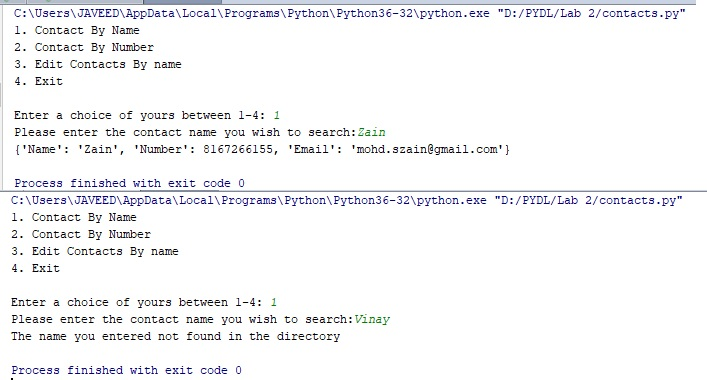 C:\Users\JAVEED\AppData\Local\Programs\Python\Python36-32\python.exe "D:/PYDL/Lab 2/contacts.py"
1. Contact By Name
2. Contact By Number
3. Edit Contacts By name
4. Exit
Enter a choice of yours between 1-4: 1
Please enter the contact name you wish to search:Zain
{'Name': 'Zain', 'Number': 8167266155, 'Email': 'mohd.szain@gmail.com'}
Process finished with exit code 0
C:\Users\JAVEED\AppData\Local\Programs\Python\Python36-32\python.exe "D:/PYDL/Lab 2/contacts.py"
1. Contact By Name
2. Contact By Number
3. Edit Contacts By name
4. Exit
Enter a choice of yours between 1-4: 1
Please enter the contact name you wish to search:Vinay
The name you entered not found in the directory
Process finished with exit code 0